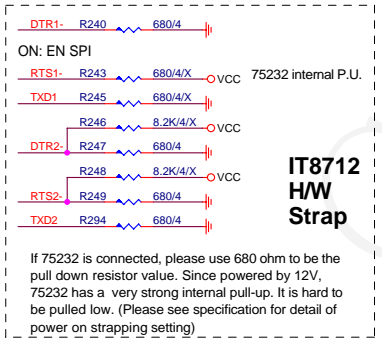 DTR1- R240 680/4
ON: EN SPI
RTS1- R243 680/4/X VCC 75232 internal P.U.
TXD1 R245 680/4/X
R246 8.2K/4/X VCC
DTR2- R247 680/4
R248 8.2K/4/X VCC
RTS2- R249 680/4
TXD2 R294 680/4
IT8712
H/W
Strap
If 75232 is connected, please use 680 ohm to be the
pull down resistor value. Since powered by 12V,
75232 has a very strong internal pull-up. It is hard to
be pulled low. (Please see specification for detail of
power on strapping setting)